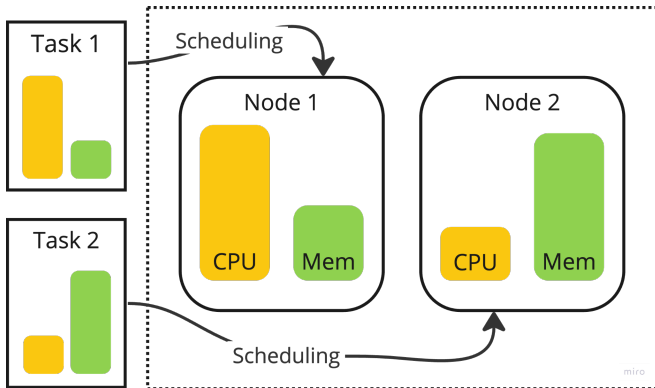 Task 1
Scheduling
Node 1
CPU
Mem
Node 2
CPU
Mem
Task 2
Scheduling
miro